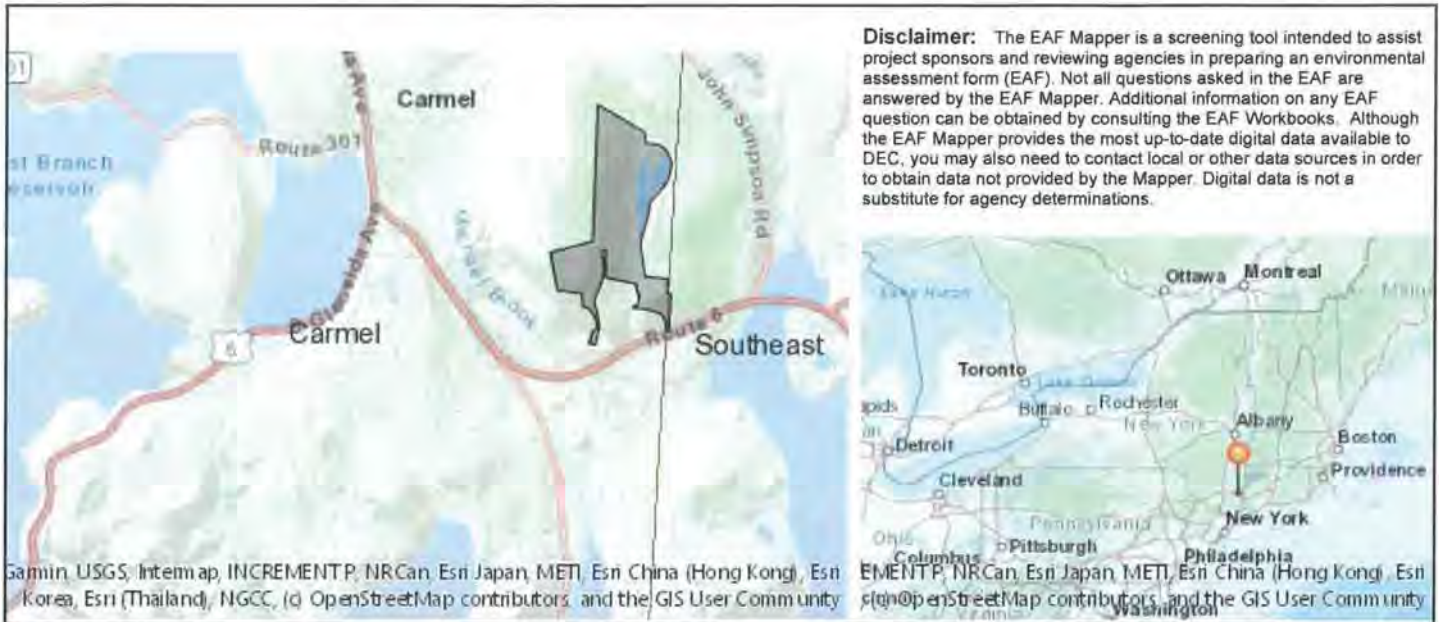 Disclaimer: The EAF Mapper is a screening tool intended to assist
project sponsors and reviewing agencies in preparing an environmental
assessment form (EAF). Not all questions asked in the EAF are
answered by the EAF Mapper. Additional information on any EAF
question can be obtained by consulting the EAF Workbooks. Although
the EAF Mapper provides the most up-to-date digital data available to
DEC, you may also need to contact local or other data sources in order
to obtain data not provided by the Mapper. Digital data is not a
substitute for agency determinations.
Carmel
Route 301
John Simpson Rd
Gleneida Ave
Carmel
6
Michael Brook
Route 6
Southeast
Garmin, USGS, Intermap, INCREMENT P, NRCan, Esri Japan, METI, Esri China (Hong Kong), Esri
Korea, Esri (Thailand), NGCC, (c) OpenStreetMap contributors, and the GIS User Community
Ottawa
Montreal
Lake Huron
Toronto
Buffalo
Rochester
New York
Albany
Boston
Detroit
Providence
Cleveland
New York
Pennsylvania
Ohio
Columbus
Pittsburgh
Philadelphia
EMENT P, NRCan, Esri Japan, METI, Esri China (Hong Kong), Esri
OpenStreetMap contributors, and the GIS User Community
Washington